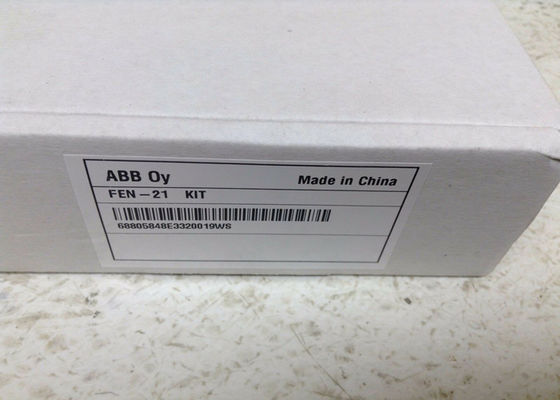 ABB Oy Made in China
FEN-21 KIT
68805848E3320019WS